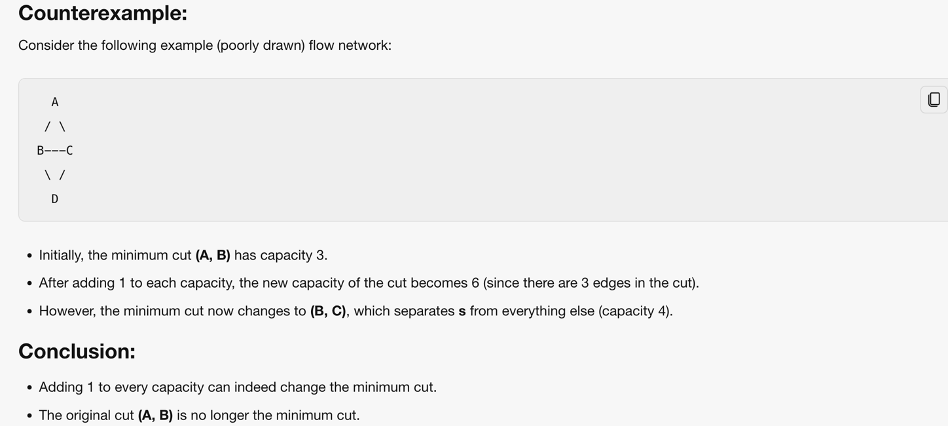 Counterexample:
Consider the following example (poorly drawn) flow network:
A
/ \
B---C
\ /
D
• Initially, the minimum cut (A, B) has capacity 3.
• After adding 1 to each capacity, the new capacity of the cut becomes 6 (since there are 3 edges in the cut).
• However, the minimum cut now changes to (B, C), which separates s from everything else (capacity 4).
Conclusion:
• Adding 1 to every capacity can indeed change the minimum cut.
• The original cut (A, B) is no longer the minimum cut.